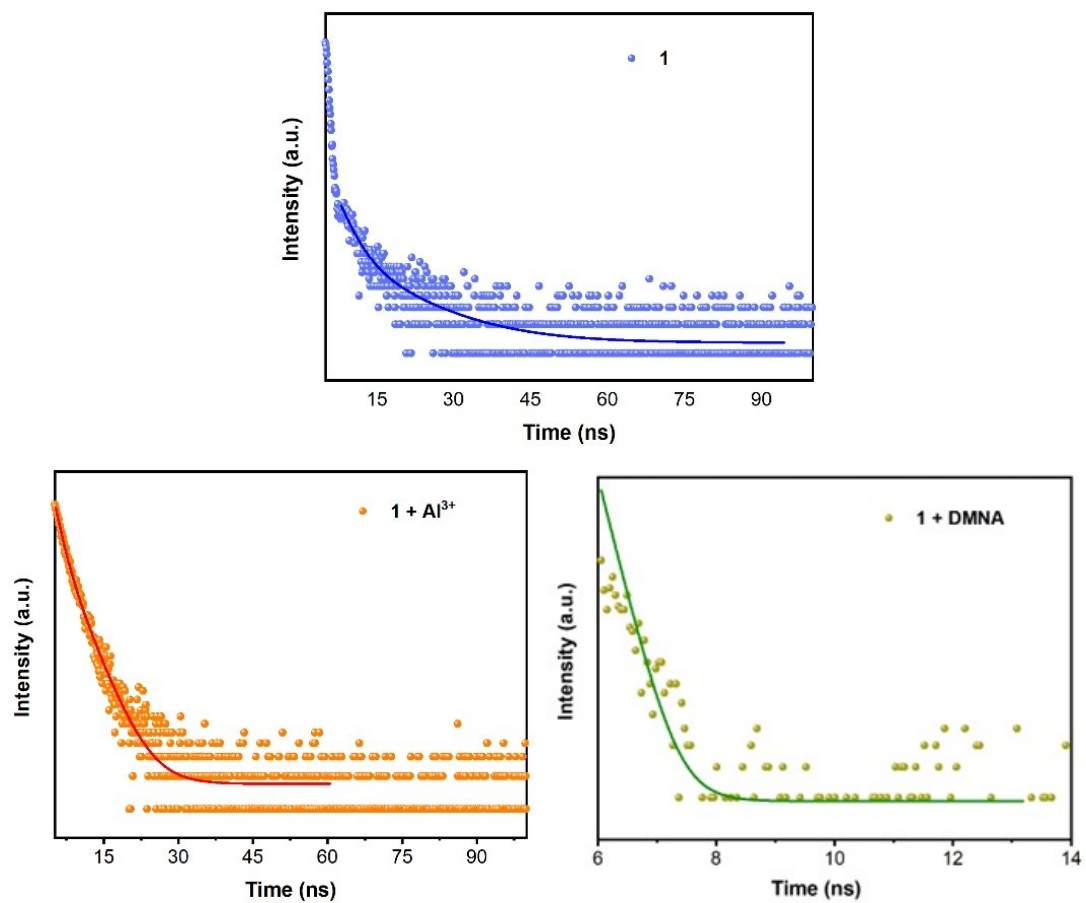 1
Intensity (a.u.)
15 30 45 60 75 90
Time (ns)
1 + Al³⁺
Intensity (a.u.)
15 30 45 60 75 90
Time (ns)
1 + DMNA
Intensity (a.u.)
6 8 10 12 14
Time (ns)